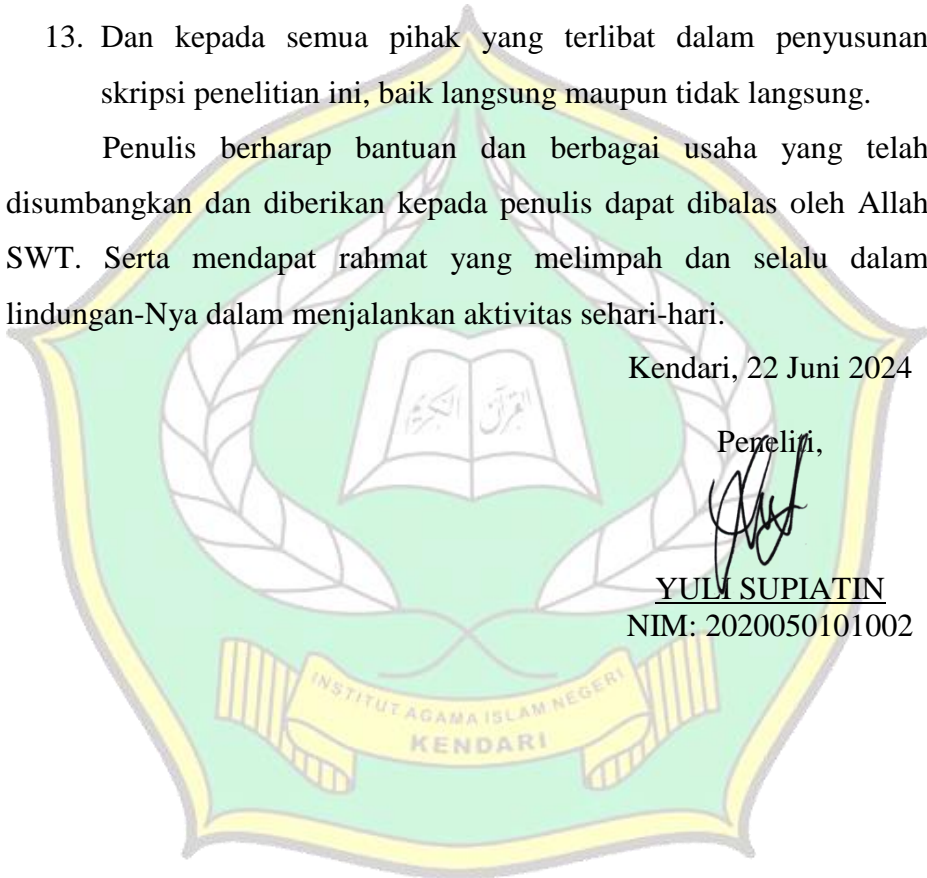 13. Dan kepada semua pihak yang terlibat dalam penyusunan
skripsi penelitian ini, baik langsung maupun tidak langsung.
Penulis berharap bantuan dan berbagai usaha yang telah
disumbangkan dan diberikan kepada penulis dapat dibalas oleh Allah
SWT. Serta mendapat rahmat yang melimpah dan selalu dalam
lindungan-Nya dalam menjalankan aktivitas sehari-hari.
Kendari, 22 Juni 2024
القرآن الكريم
Peneliti,
YULI SUPIATIN
NIM: 2020050101002
INSTITUT AGAMA ISLAM NEGERI
KENDARI